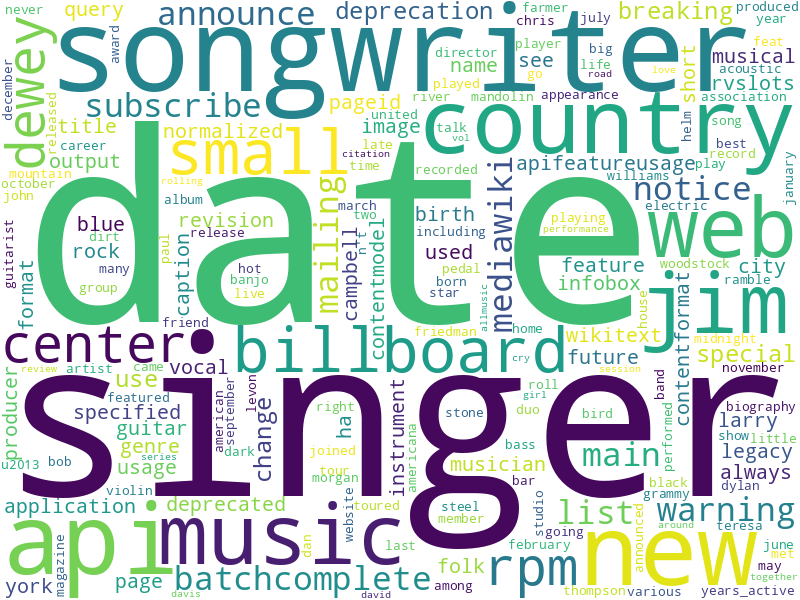 never
query
announce
deprecation
farmer
chris
july
breaking
produced
year
feat
award
songwriter
director
player
big
life
road
name
see
go
musical
december
dewey
released
subscribe
pageid
played
love
short
acoustic
rvslots
river
mandolin
appearance
association
title
normalized
image
united
talk
vol
country
helm
song
career
small
late
citation
best
record
output
time
recorded
apifeatureusage
play
mountain
rolling
williams
notice
january
october
john
album
date
march
mediawiki
electric
guitarist
blue
revision
mailing
campbell
two
n't
birth
playing
performance
web
dirt
release
including
rock
caption
used
contentmodel
feature
woodstock
city
many
paul
hot
pedal
born
infobox
ramble
format
group
banjo
live
star
allmusic
house
jim
center
friend
billboard
friedman
home
wikitext
midnight
cry
future
special
contentformat
review
artist
came
vocal
session
november
producer
use
featured
levon
american
september
roll
girl
band
biography
specified
change
right
ha
instrument
americana
stone
duo
bird
performed
show
little
singer
larry
guitar
u2013
genre
musician
main
legacy
bob
usage
series
dark
joined
tour
morgan
bass
bar
black
always
grammy
dylan
application
violin
deprecated
website
toured
steel
member
studio
list
announced
warning
api
music
dan
last
going
february
around
teresa
york
magazine
page
batchcomplete
folk
among
rpm
new
june
met
may
together
davis
david
thompson
various
years_active